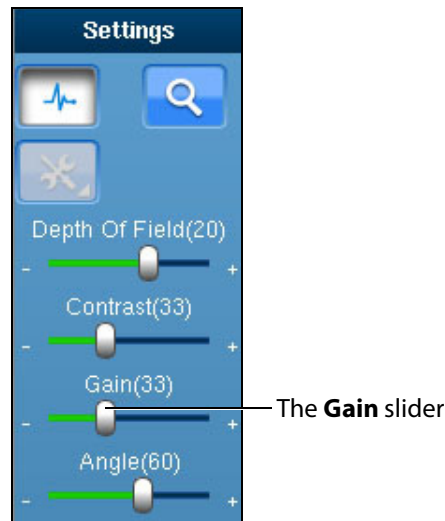 Settings
Depth Of Field(20)
- +
Contrast(33)
- +
Gain(33)
- +
The Gain slider
Angle(60)
- +